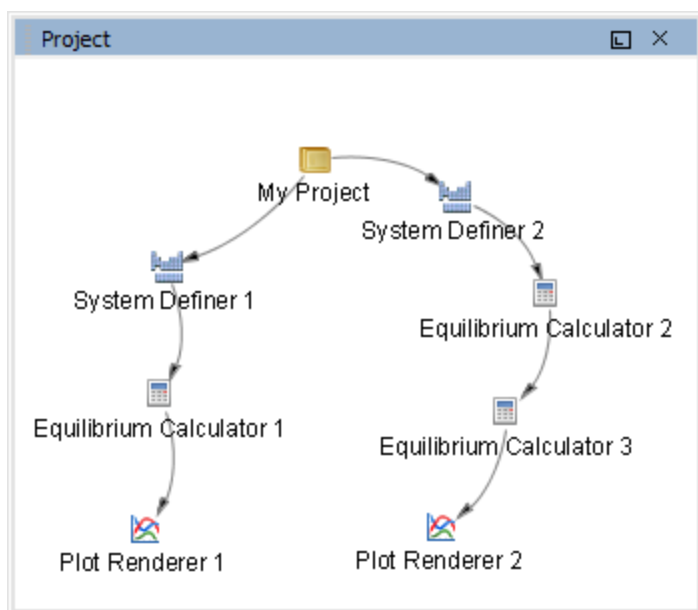 Project
My Project
System Definer 2
System Definer 1
Equilibrium Calculator 2
Equilibrium Calculator 1
Equilibrium Calculator 3
Plot Renderer 1
Plot Renderer 2